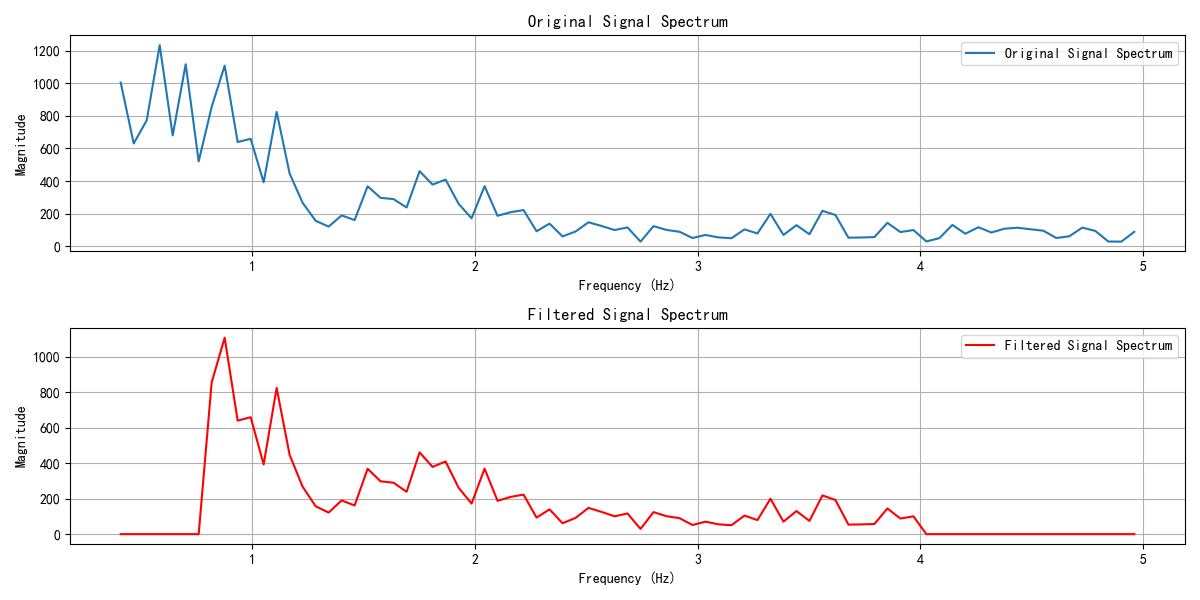 Original Signal Spectrum
Original Signal Spectrum
Magnitude
1200
1000
800
600
400
200
0
1 2 3 4 5
Frequency (Hz)
Filtered Signal Spectrum
Filtered Signal Spectrum
Magnitude
1000
800
600
400
200
0
1 2 3 4 5
Frequency (Hz)